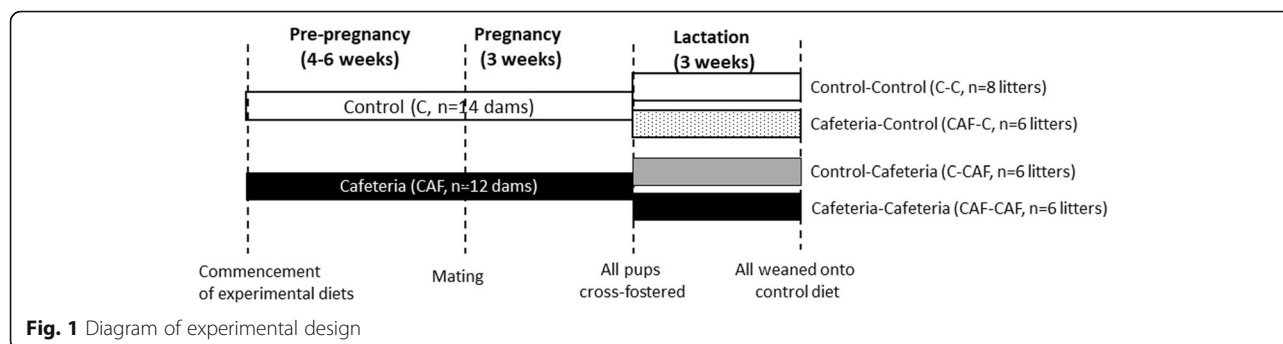 Pre-pregnancy
(4-6 weeks)
Pregnancy
(3 weeks)
Lactation
(3 weeks)
Control (C, n=14 dams)
Control-Control (C-C, n=8 litters)
Cafeteria-Control (CAF-C, n=6 litters)
Cafeteria (CAF, n=12 dams)
Control-Cafeteria (C-CAF, n=6 litters)
Cafeteria-Cafeteria (CAF-CAF, n=6 litters)
Commencement
of experimental diets
Mating
All pups
cross-fostered
All weaned onto
control diet
Fig. 1 Diagram of experimental design